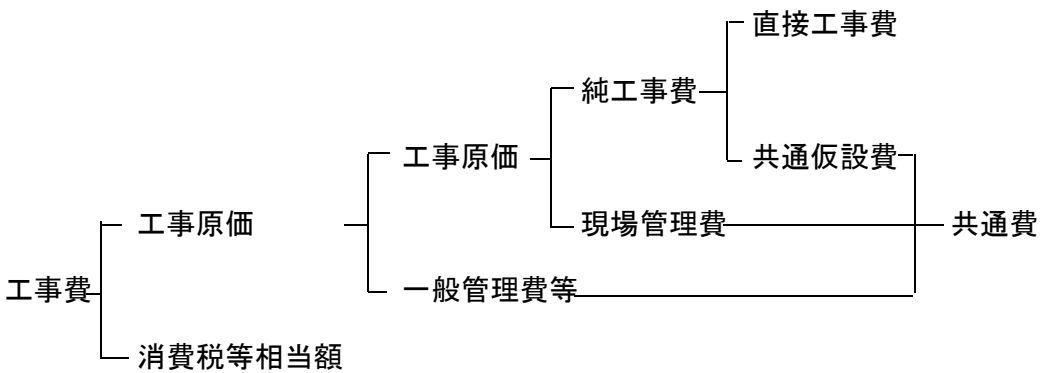 直接工事費
純工事費
工事原価
共通仮設費
工事原価
現場管理費
共通費
工事費
一般管理費等
消費税等相当額